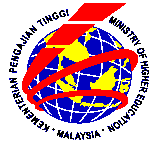 KEMENTERIAN PENGAJIAN TINGGI
MINISTRY OF HIGHER EDUCATION
• MALAYSIA •